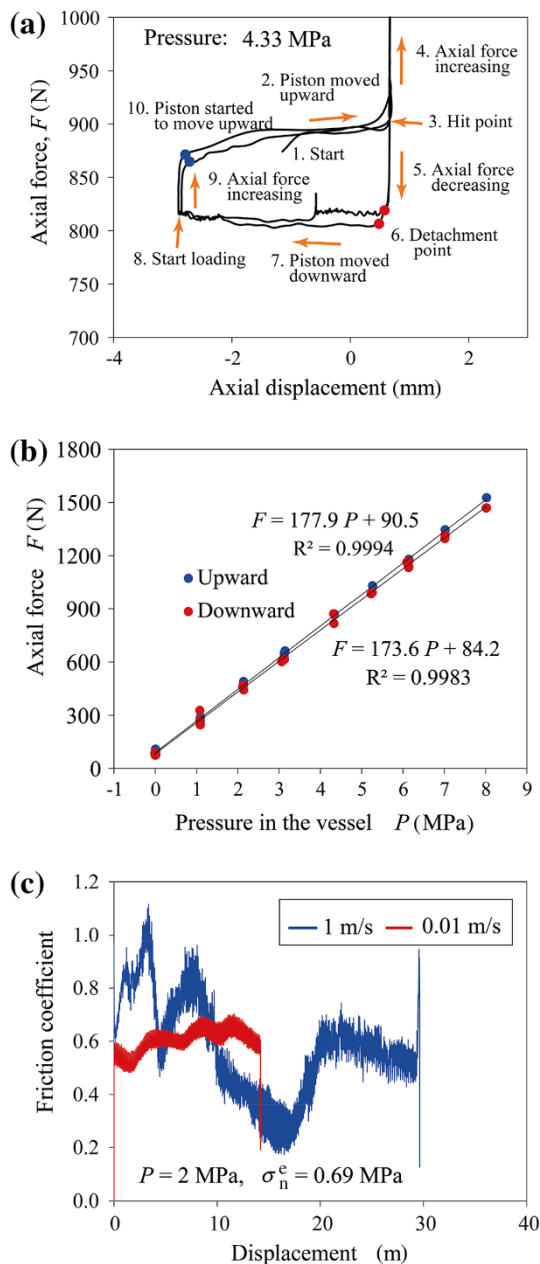 (a)
Pressure: 4.33 MPa
1000
950
900
850
800
750
700
Axial force, F (N)
2. Piston moved
upward
4. Axial force
increasing
10. Piston started
to move upward
3. Hit point
1. Start
9. Axial force
increasing
5. Axial force
decreasing
8. Start loading
7. Piston moved
downward
6. Detachment
point
-4
-2
0
2
Axial displacement (mm)
(b)
1800
1500
1200
900
600
300
0
Axial force F (N)
F = 177.9 P + 90.5
R² = 0.9994
Upward
Downward
F = 173.6 P + 84.2
R² = 0.9983
-1
0
1
2
3
4
5
6
7
8
9
Pressure in the vessel P (MPa)
(c)
1.2
1.0
0.8
0.6
0.4
0.2
0.0
Friction coefficient
1 m/s
0.01 m/s
P = 2 MPa, σₙᵉ = 0.69 MPa
0
10
20
30
40
Displacement (m)